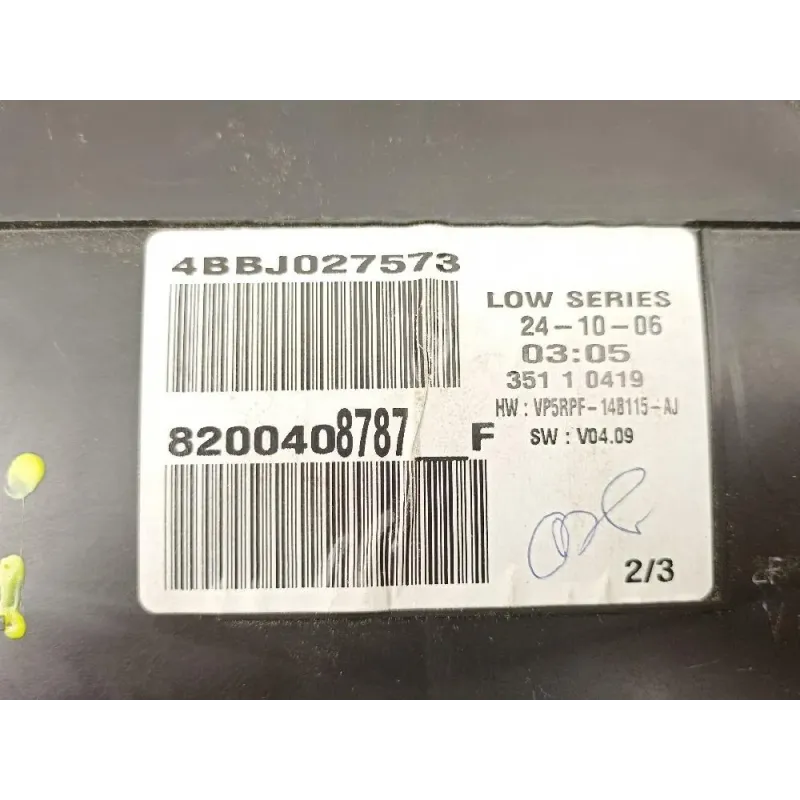 4BBJ027573
LOW SERIES
24-10-06
03:05
351 1 0419
HW : VP5RPF-14B115-AJ
8200408787__F
SW : V04.09
2/3